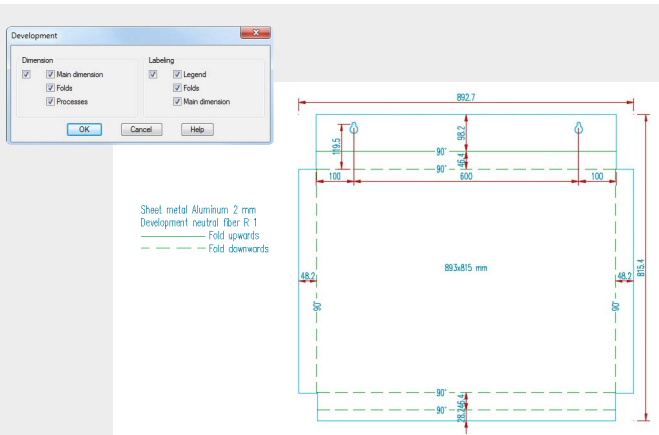 Development
Dimension
Main dimension
Folds
Processes
Labeling
Legend
Folds
Main dimension
OK
Cancel
Help
892.7
119.5
98.2
90°
46.4
90°
100
600
100
Sheet metal Aluminum 2 mm
Development neutral fiber R 1
Fold upwards
Fold downwards
893x815 mm
48.2
48.2
815.4
90°
90°
90°
46.4
90°
28.2